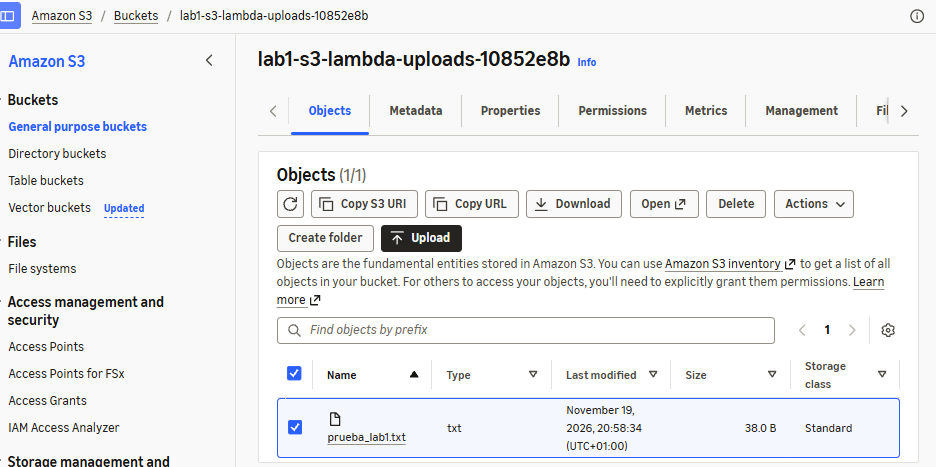 Amazon S3 / Buckets / lab1-s3-lambda-uploads-10852e8b
Amazon S3
Buckets
General purpose buckets
Directory buckets
Table buckets
Vector buckets Updated
Files
File systems
Access management and
security
Access Points
Access Points for FSx
Access Grants
IAM Access Analyzer
Storage management and
lab1-s3-lambda-uploads-10852e8b Info
Objects Metadata Properties Permissions Metrics Management
Objects (1/1)
Copy S3 URI Copy URL Download Open Delete Actions
Create folder Upload
Objects are the fundamental entities stored in Amazon S3. You can use Amazon S3 inventory to get a list of all
objects in your bucket. For others to access your objects, you'll need to explicitly grant them permissions. Learn
more
Find objects by prefix
1
Name Type Last modified Size Storage
class
prueba_lab1.txt txt November 19,
2026, 20:58:34
(UTC+01:00) 38.0 B Standard